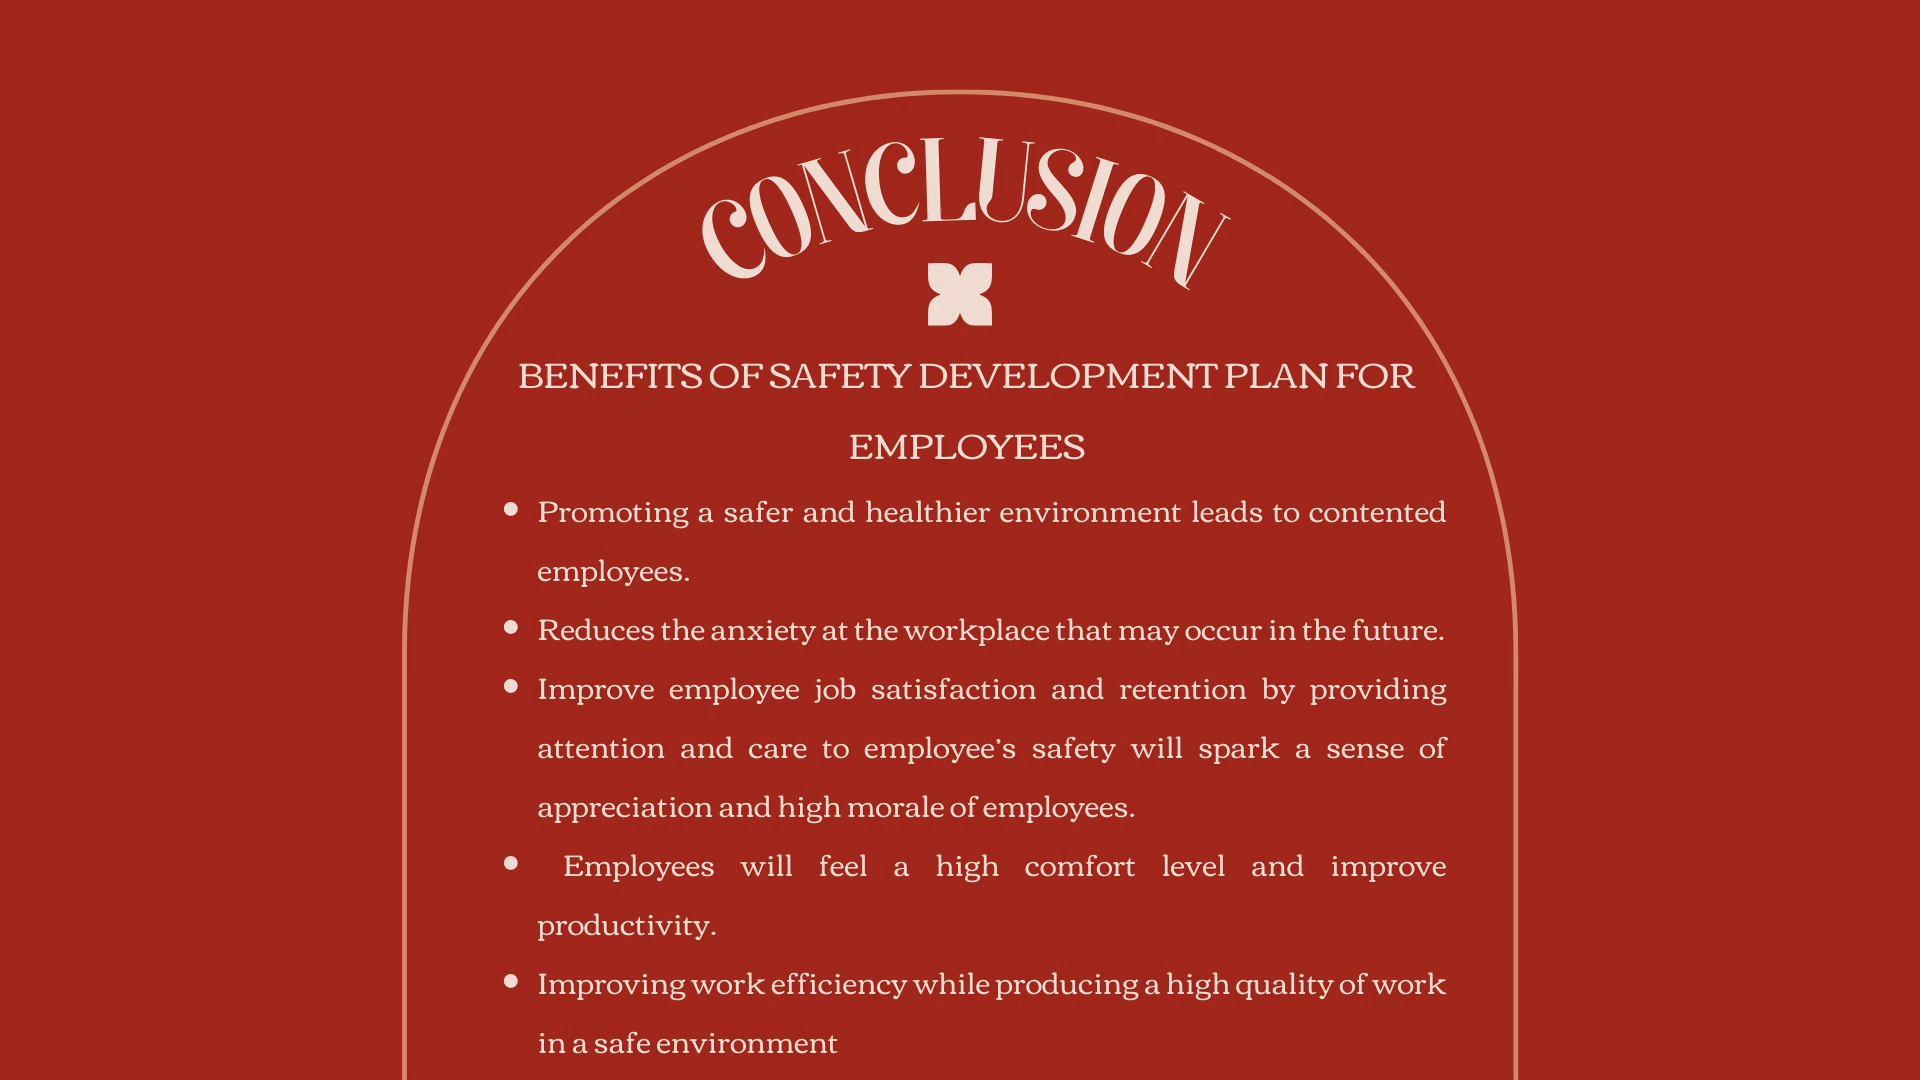 CONCLUSION
BENEFITS OF SAFETY DEVELOPMENT PLAN FOR
EMPLOYEES
• Promoting a safer and healthier environment leads to contented
employees.
• Reduces the anxiety at the workplace that may occur in the future.
• Improve employee job satisfaction and retention by providing
attention and care to employee’s safety will spark a sense of
appreciation and high morale of employees.
• Employees will feel a high comfort level and improve
productivity.
• Improving work efficiency while producing a high quality of work
in a safe environment